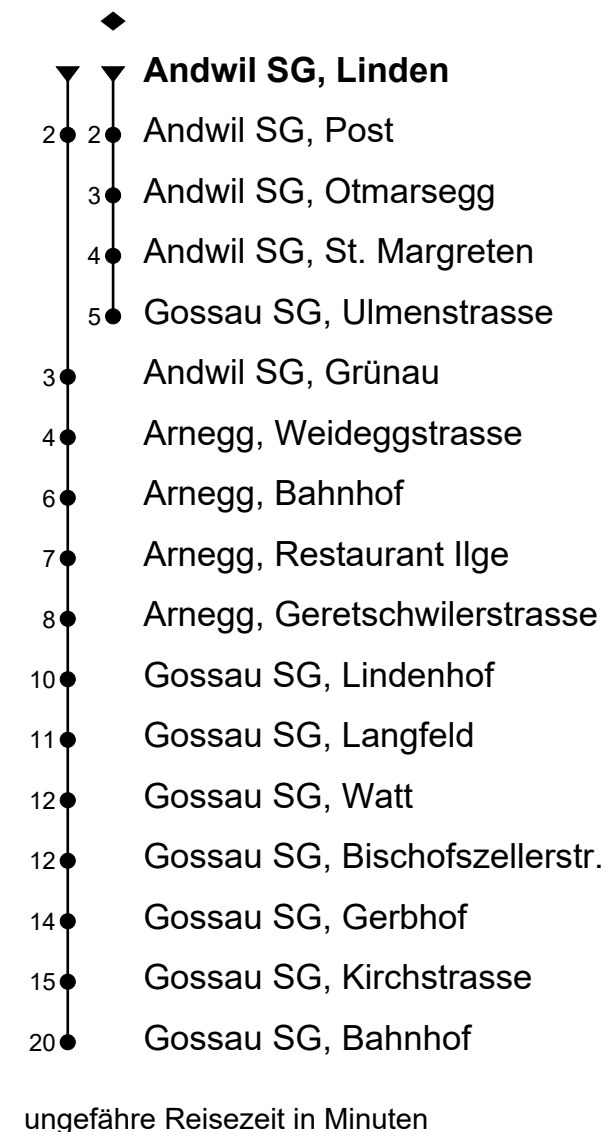 Andwil SG, Linden
2 2 Andwil SG, Post
3 Andwil SG, Otmarsegg
4 Andwil SG, St. Margreten
5 Gossau SG, Ulmenstrasse
3 Andwil SG, Grünau
4 Arnegg, Weideggstrasse
6 Arnegg, Bahnhof
7 Arnegg, Restaurant Ilge
8 Arnegg, Geretschwilerstrasse
10 Gossau SG, Lindenhof
11 Gossau SG, Langfeld
12 Gossau SG, Watt
12 Gossau SG, Bischofszellerstr.
14 Gossau SG, Gerbhof
15 Gossau SG, Kirchstrasse
20 Gossau SG, Bahnhof
ungefähre Reisezeit in Minuten